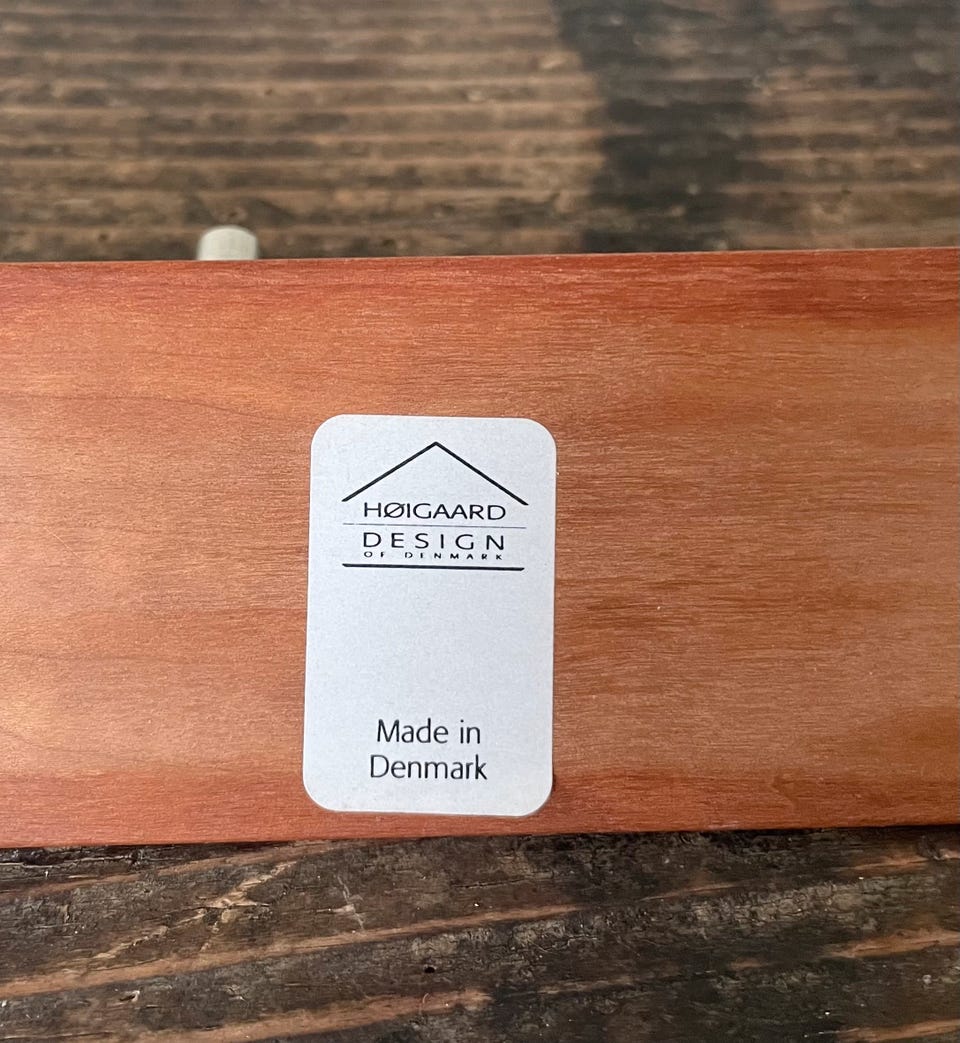 HØIGAARD
DESIGN
OF DENMARK
Made in
Denmark